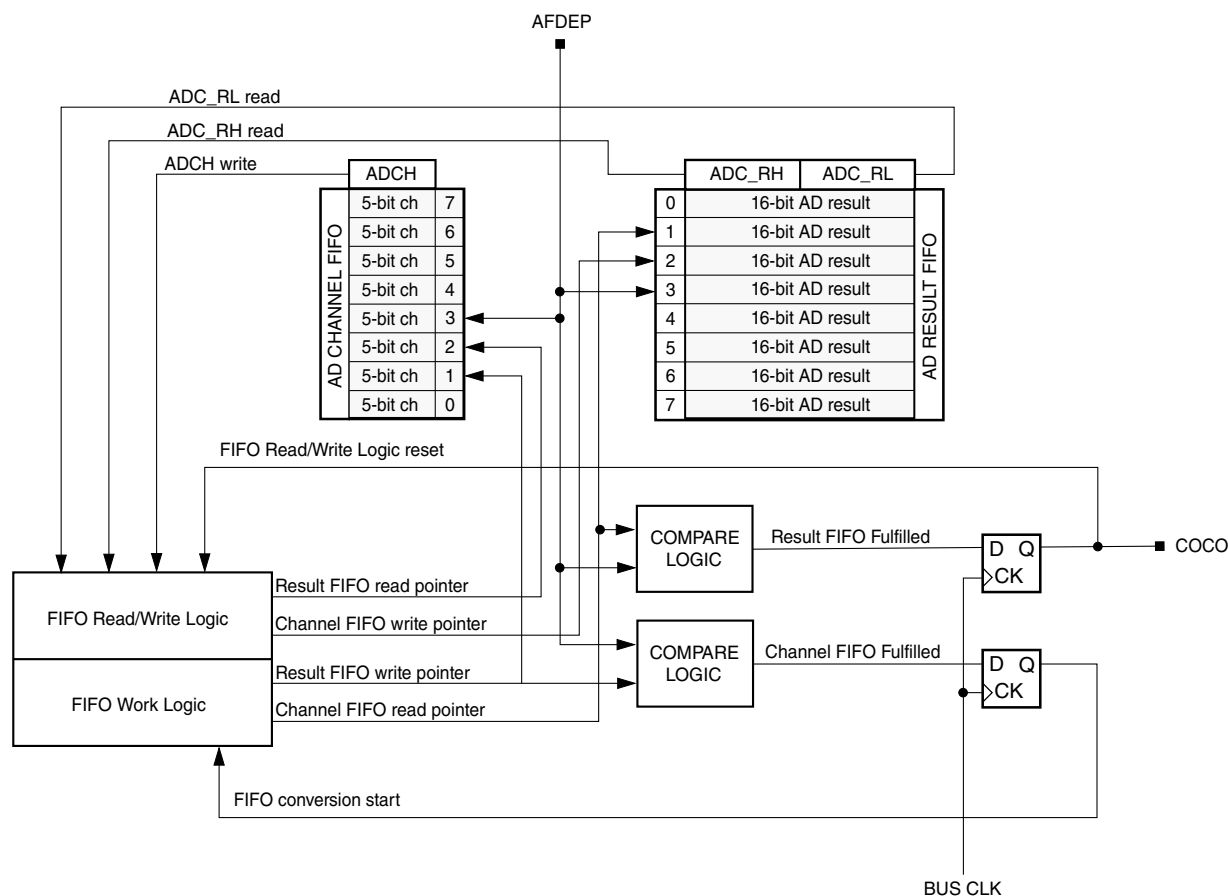 AFDEP
ADC_RL read
ADC_RH read
ADCH write
ADCH
ADC_RH ADC_RL
AD CHANNEL FIFO
5-bit ch 7
5-bit ch 6
5-bit ch 5
5-bit ch 4
5-bit ch 3
5-bit ch 2
5-bit ch 1
5-bit ch 0
0 16-bit AD result
1 16-bit AD result
2 16-bit AD result
3 16-bit AD result
4 16-bit AD result
5 16-bit AD result
6 16-bit AD result
7 16-bit AD result
AD RESULT FIFO
FIFO Read/Write Logic reset
COMPARE
LOGIC
Result FIFO Fulfilled
D Q
CK
COCO
FIFO Read/Write Logic
Result FIFO read pointer
Channel FIFO write pointer
FIFO Work Logic
Result FIFO write pointer
Channel FIFO read pointer
COMPARE
LOGIC
Channel FIFO Fulfilled
D Q
CK
FIFO conversion start
BUS CLK